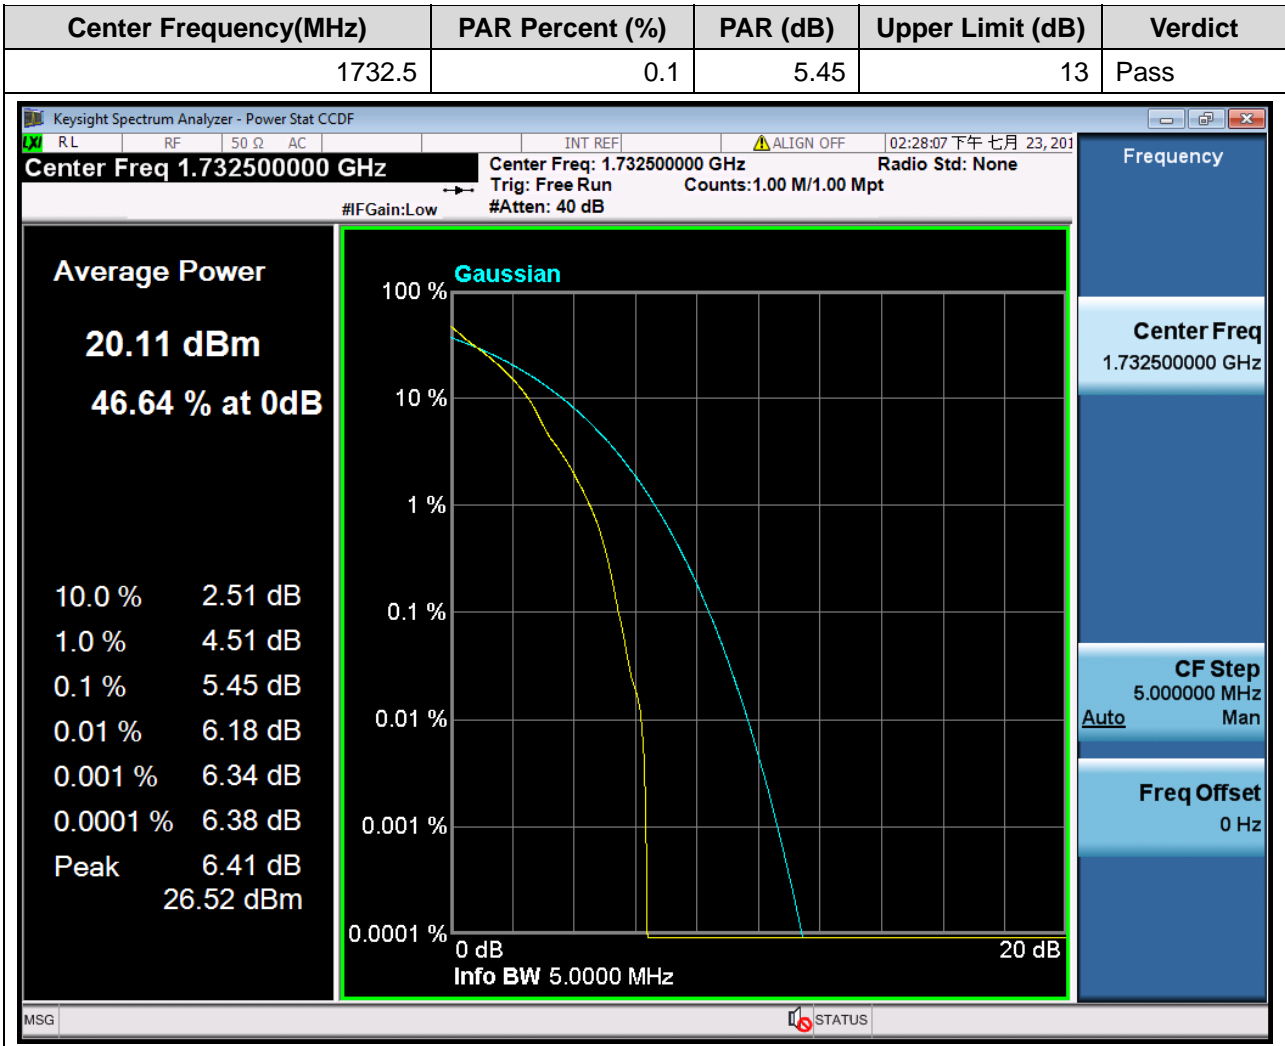 Center Frequency(MHz) PAR Percent (%) PAR (dB) Upper Limit (dB) Verdict
1732.5 0.1 5.45 13 Pass
Keysight Spectrum Analyzer - Power Stat CCDF
LXI RL RF 50 Ω AC INT REF ALIGN OFF 02:28:07 下午 七月 23, 201
Center Freq 1.732500000 GHz
#IFGain:Low
Center Freq: 1.732500000 GHz Radio Std: None
Trig: Free Run Counts:1.00 M/1.00 Mpt
#Atten: 40 dB
Average Power
20.11 dBm
46.64 % at 0dB
10.0 % 2.51 dB
1.0 % 4.51 dB
0.1 % 5.45 dB
0.01 % 6.18 dB
0.001 % 6.34 dB
0.0001 % 6.38 dB
Peak 6.41 dB
26.52 dBm
Gaussian
100 %
10 %
1 %
0.1 %
0.01 %
0.001 %
0.0001 %
0 dB 20 dB
Info BW 5.0000 MHz
Frequency
Center Freq
1.732500000 GHz
CF Step
5.000000 MHz
Auto Man
Freq Offset
0 Hz
MSG STATUS